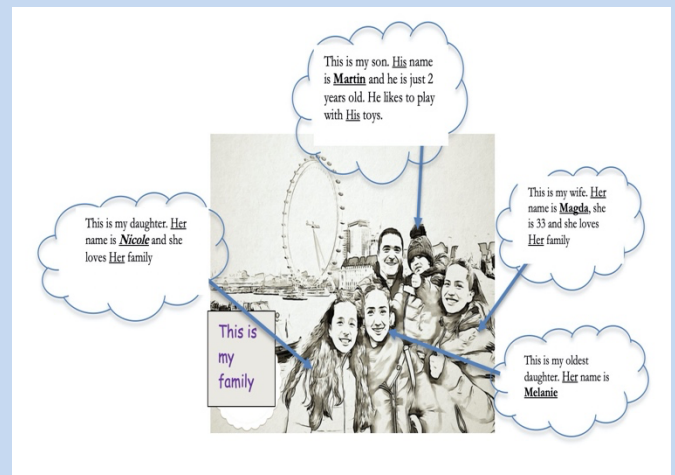 This is my son. His name
is Martin and he is just 2
years old. He likes to play
with His toys.
This is my daughter. Her
name is Nicole and she
loves Her family
This is my wife. Her
name is Magda, she
is 33 and she loves
Her family
This is
my
family
This is my oldest
daughter. Her name is
Melanie